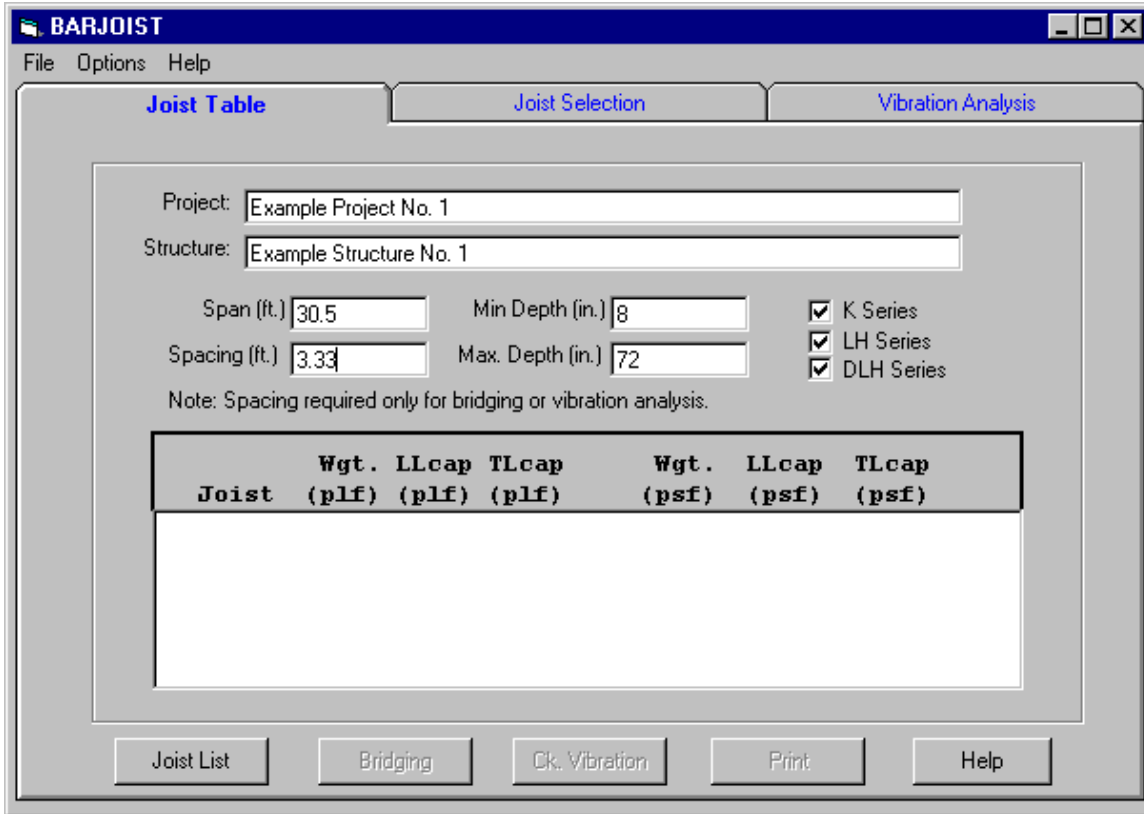 BARJOIST
File Options Help
Joist Table Joist Selection Vibration Analysis
Project: Example Project No. 1
Structure: Example Structure No. 1
Span (ft.) 30.5 Min Depth (in.) 8 K Series
LH Series
Spacing (ft.) 3.33 Max. Depth (in.) 72 DLH Series
Note: Spacing required only for bridging or vibration analysis.
Wgt. LLcap TLcap Wgt. LLcap TLcap
Joist (plf) (plf) (plf) (psf) (psf) (psf)
Joist List Bridging Ck. Vibration Print Help